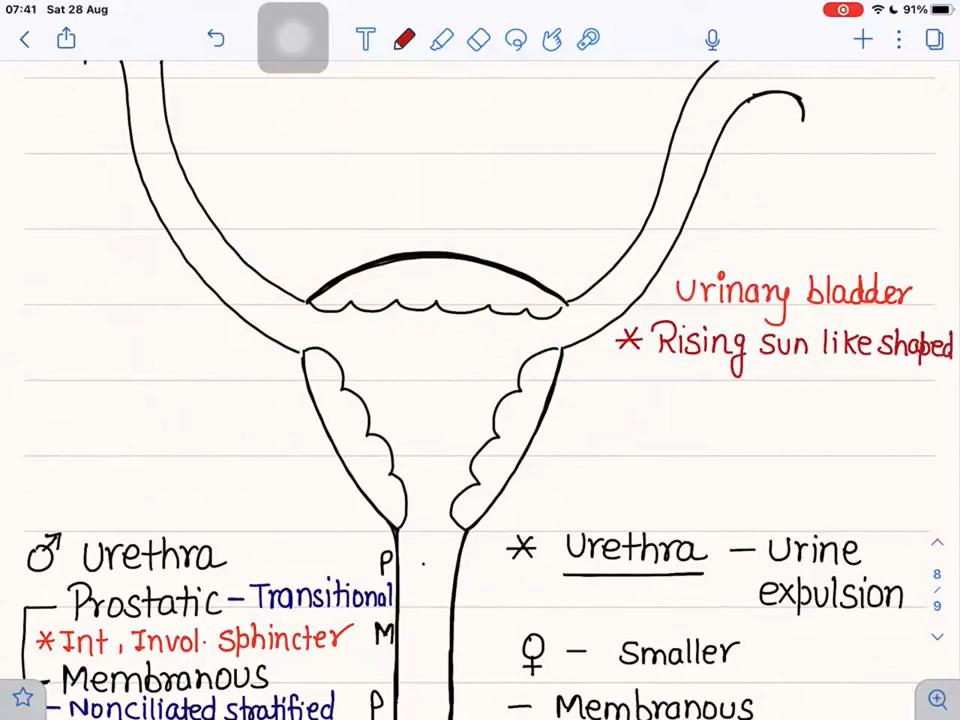 07:41 Sat 28 Aug
91%
T
urinary bladder
* Rising sun like shaped
♂ Urethra
P
* Urethra – Urine
expulsion
Prostatic – Transitional
* Int, Invol. Sphincter
M
♀ – Smaller
Membranous
- Nonciliated stratified
P
– Membranous
8
/
9